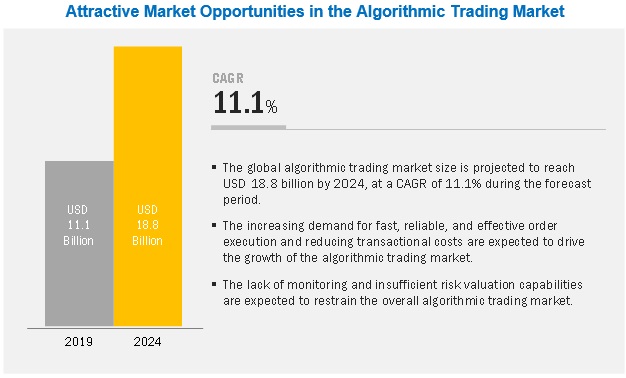 Attractive Market Opportunities in the Algorithmic Trading Market
CAGR
11.1%
USD
11.1
Billion
USD
18.8
Billion
2019
2024
▪ The global algorithmic trading market size is projected to reach
USD 18.8 billion by 2024, at a CAGR of 11.1% during the forecast
period.
▪ The increasing demand for fast, reliable, and effective order
execution and reducing transactional costs are expected to drive
the growth of the algorithmic trading market.
▪ The lack of monitoring and insufficient risk valuation capabilities
are expected to restrain the overall algorithmic trading market.